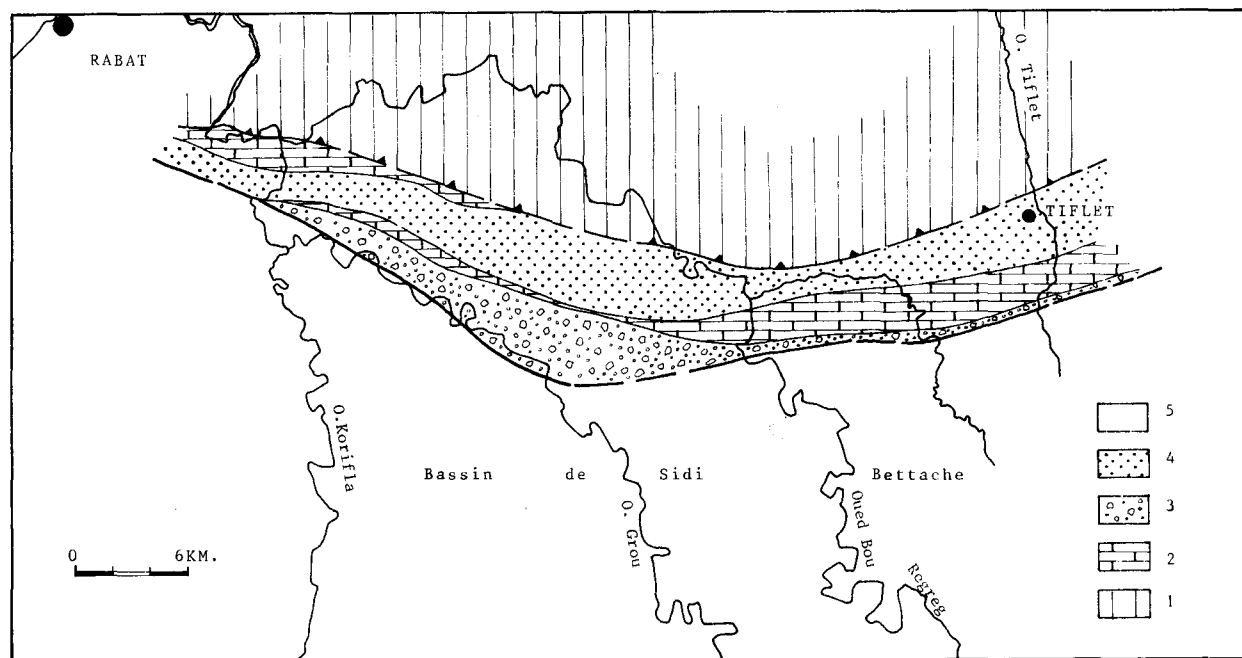 RABAT
O. Tiflet
TIFLET
O.Korifla
Bassin de Sidi Bettache
O. Grou
Oued Bou
Regreg
0 6KM.
5
4
3
2
1